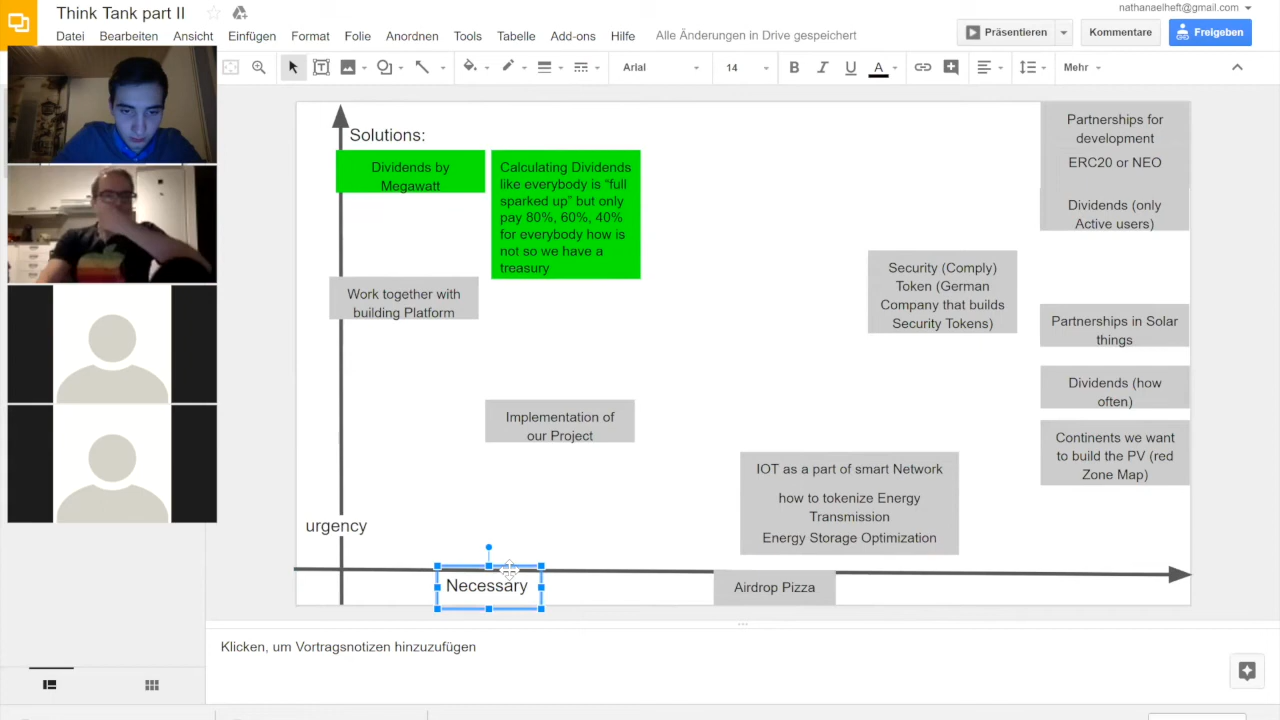 Think Tank part II
nathanaelheft@gmail.com
Datei Bearbeiten Ansicht Einfügen Format Folie Anordnen Tools Tabelle Add-ons Hilfe Alle Änderungen in Drive gespeichert
Präsentieren Kommentare Freigeben
Arial 14 B I U A Mehr
Solutions:
Dividends by
Megawatt
Calculating Dividends
like everybody is “full
sparked up” but only
pay 80%, 60%, 40%
for everybody how is
not so we have a
treasury
Partnerships for
development
ERC20 or NEO
Dividends (only
Active users)
Work together with
building Platform
Security (Comply)
Token (German
Company that builds
Security Tokens)
Partnerships in Solar
things
Dividends (how
often)
Implementation of
our Project
Continents we want
to build the PV (red
Zone Map)
IOT as a part of smart Network
how to tokenize Energy
Transmission
Energy Storage Optimization
urgency
Necessary
Airdrop Pizza
Klicken, um Vortragsnotizen hinzuzufügen